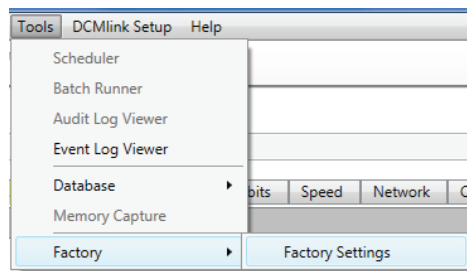 Tools DCMlink Setup Help
Scheduler
Batch Runner
Audit Log Viewer
Event Log Viewer
Database
bits Speed Network
Memory Capture
Factory Factory Settings